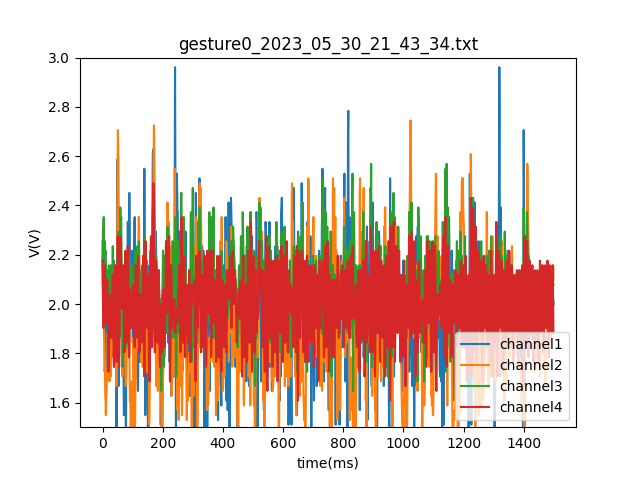 gesture0_2023_05_30_21_43_34.txt
V(V)
3.0
2.8
2.6
2.4
2.2
2.0
1.8
1.6
0 200 400 600 800 1000 1200 1400
time(ms)
channel1
channel2
channel3
channel4